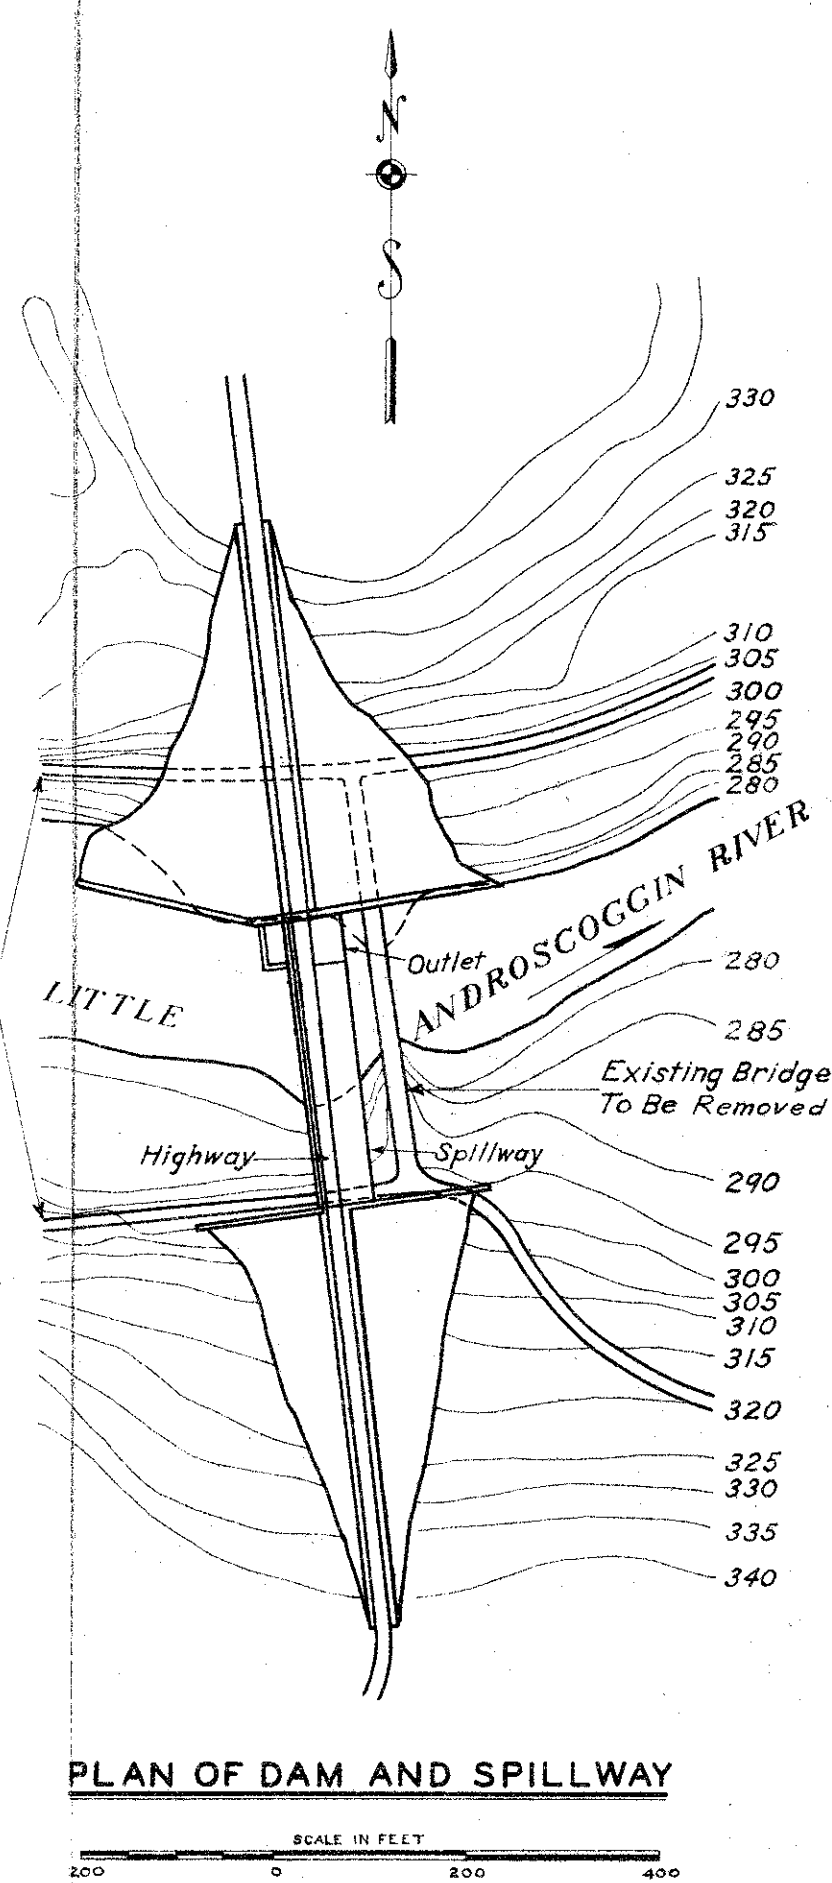 N
S
330
325
320
315
310
305
300
295
290
285
280
LITTLE ANDROSCOGGIN RIVER
Outlet
280
285
Existing Bridge
To Be Removed
Highway
Spillway
290
295
300
305
310
315
320
325
330
335
340
PLAN OF DAM AND SPILLWAY
SCALE IN FEET
200 0 200 400